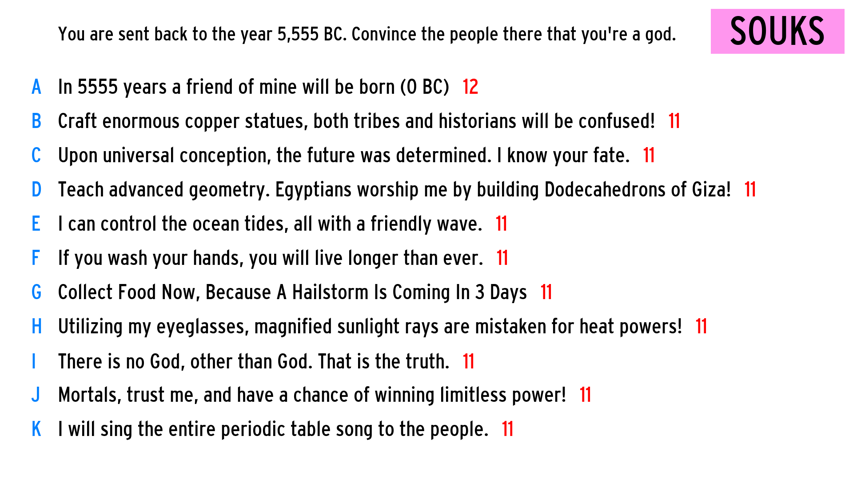 You are sent back to the year 5,555 BC. Convince the people there that you're a god.
SOUKS
A In 5555 years a friend of mine will be born (0 BC) 12
B Craft enormous copper statues, both tribes and historians will be confused! 11
C Upon universal conception, the future was determined. I know your fate. 11
D Teach advanced geometry. Egyptians worship me by building Dodecahedrons of Giza! 11
E I can control the ocean tides, all with a friendly wave. 11
F If you wash your hands, you will live longer than ever. 11
G Collect Food Now, Because A Hailstorm Is Coming In 3 Days 11
H Utilizing my eyeglasses, magnified sunlight rays are mistaken for heat powers! 11
I There is no God, other than God. That is the truth. 11
J Mortals, trust me, and have a chance of winning limitless power! 11
K I will sing the entire periodic table song to the people. 11